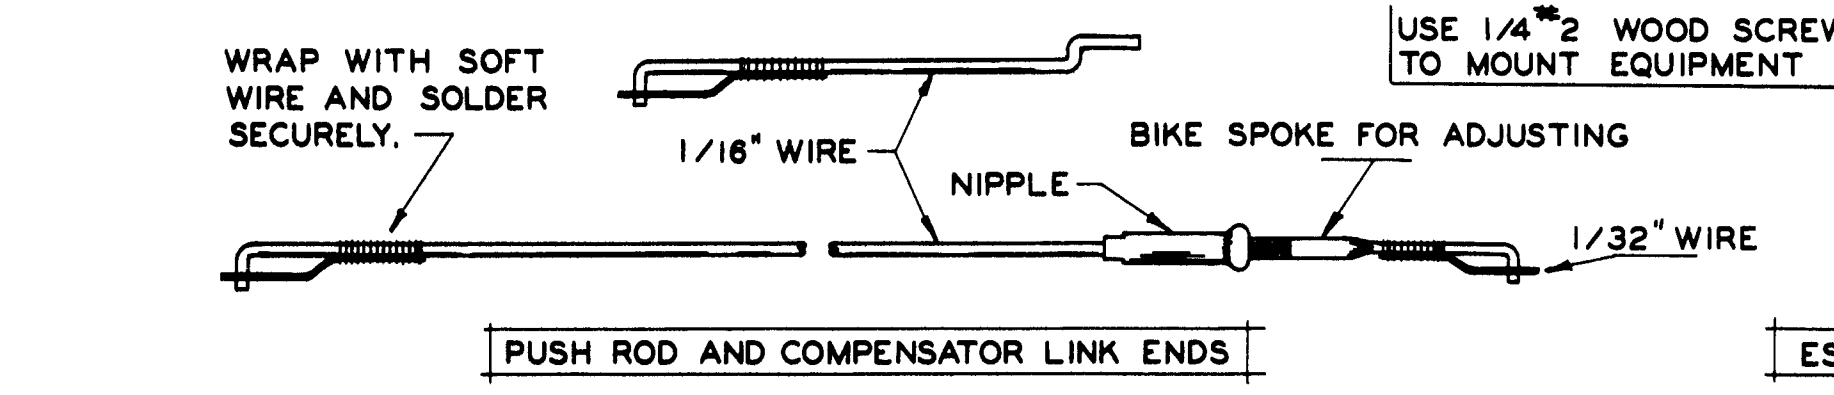 WRAP WITH SOFT
WIRE AND SOLDER
SECURELY.
1/16" WIRE
USE 1/4 #2 WOOD SCREW
TO MOUNT EQUIPMENT
BIKE SPOKE FOR ADJUSTING
NIPPLE
1/32" WIRE
PUSH ROD AND COMPENSATOR LINK ENDS
ES